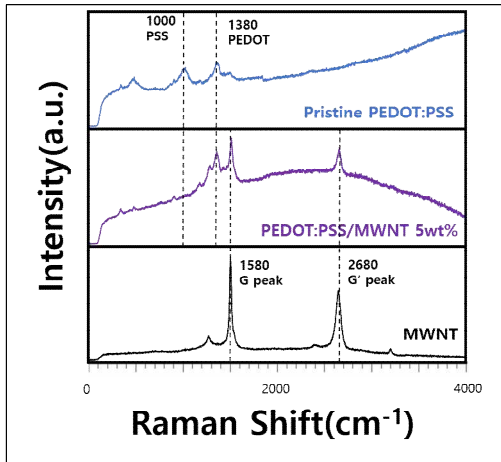 1000
PSS
1380
PEDOT
Pristine PEDOT:PSS
PEDOT:PSS/MWNT 5wt%
1580
G peak
2680
G´ peak
MWNT
Intensity(a.u.)
0 2000 4000
Raman Shift(cm⁻¹)